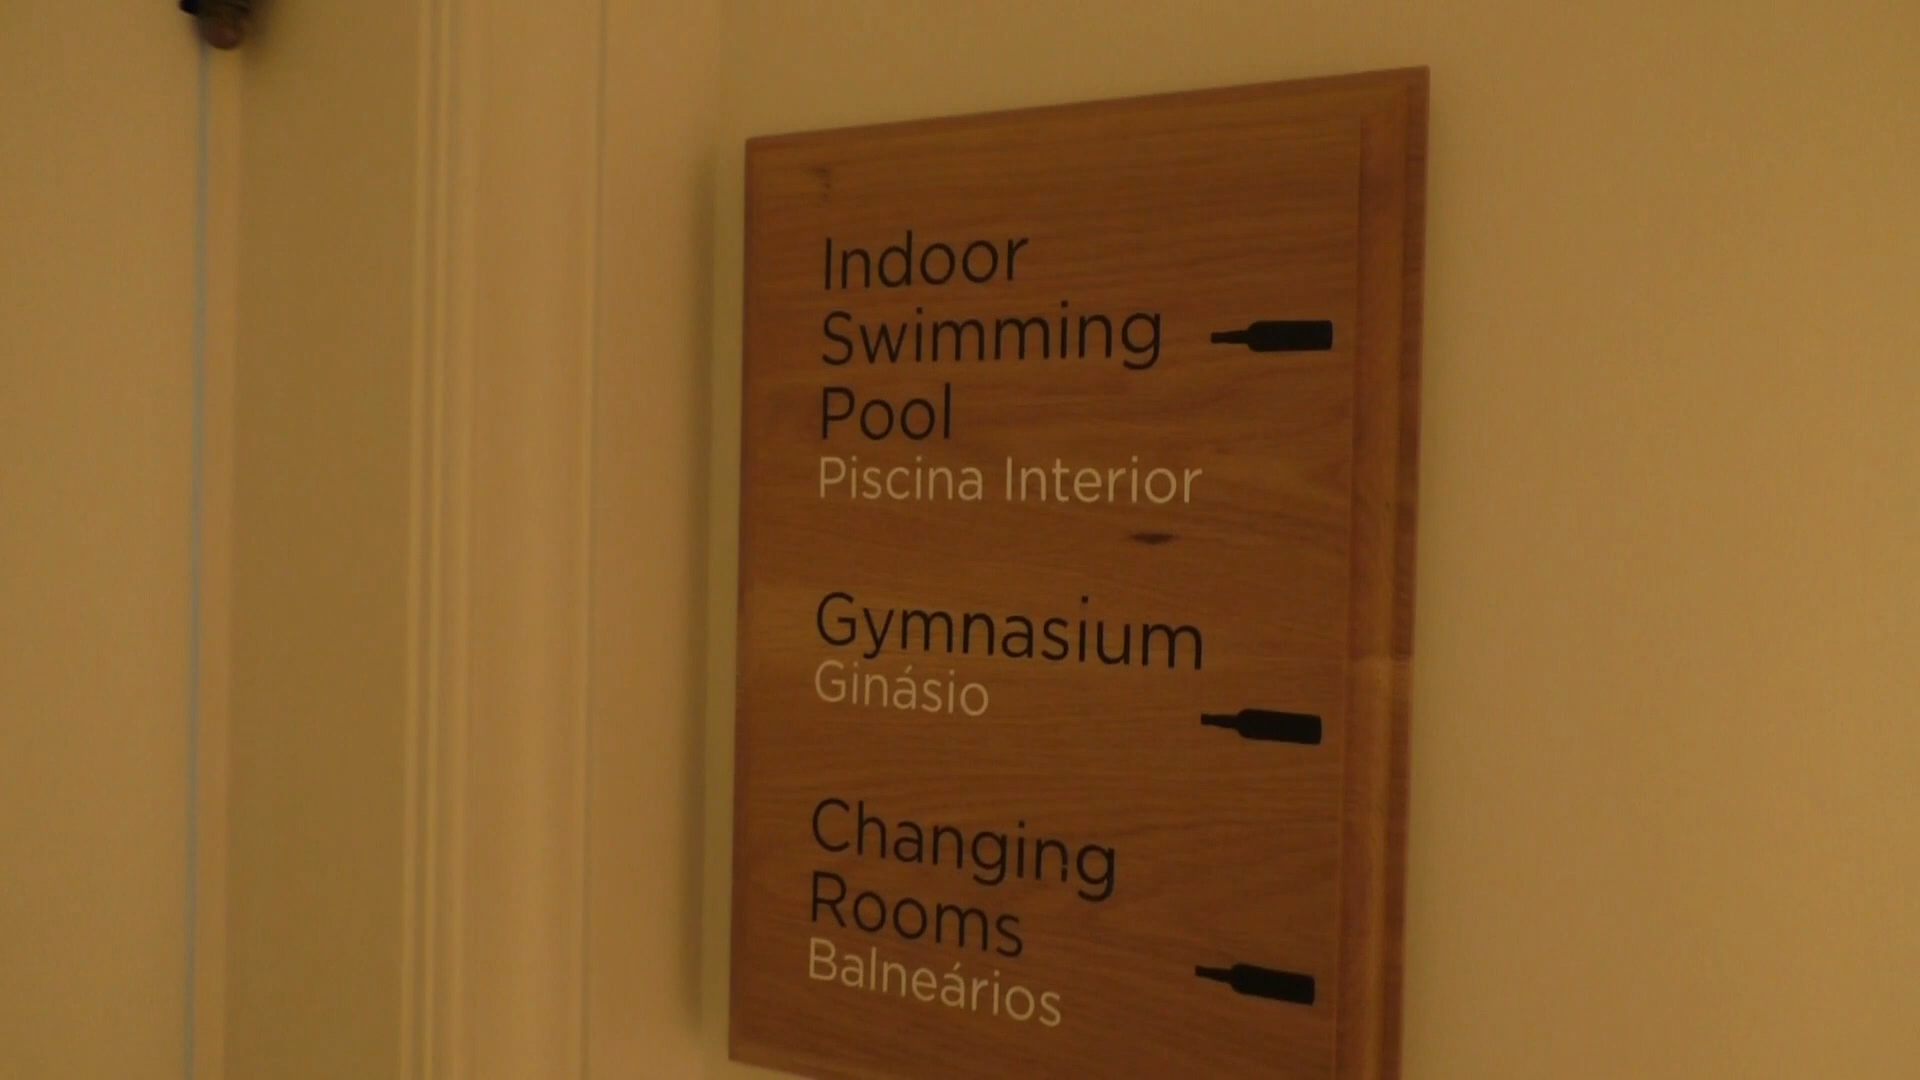 Indoor
Swimming
Pool
Piscina Interior
Gymnasium
Ginásio
Changing
Rooms
Balneários